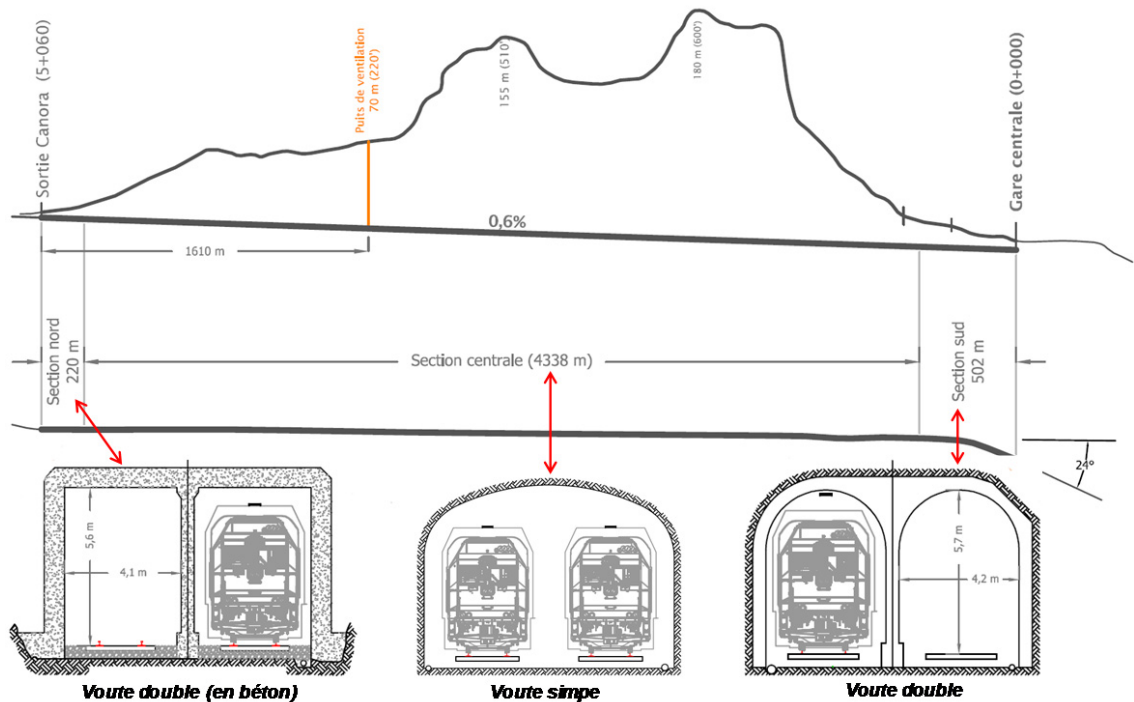 Sortie Canora (5+060)
Puits de ventilation
70 m (220')
155 m (510')
180 m (600')
Gare centrale (0+000)
0,6%
1610 m
Section nord
220 m
Section centrale (4338 m)
Section sud
502 m
24°
5,6 m
4,1 m
5,7 m
4,2 m
Voute double (en béton)
Voute simpe
Voute double